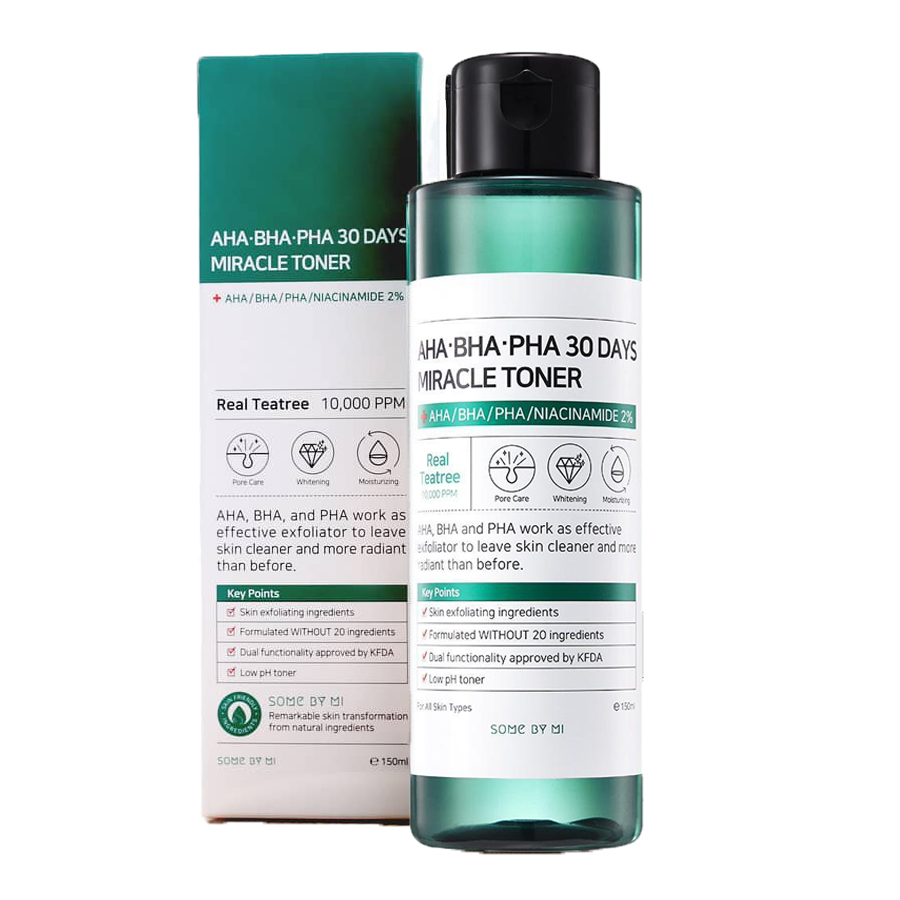 AHA·BHA·PHA 30 DAYS
MIRACLE TONER
+ AHA/BHA/PHA/NIACINAMIDE 2%
Real Teatree 10,000 PPM
Pore Care
Whitening
Moisturizing
AHA, BHA, and PHA work as
effective exfoliator to leave
skin cleaner and more radiant
than before.
Key Points
Skin exfoliating ingredients
Formulated WITHOUT 20 ingredients
Dual functionality approved by KFDA
Low pH toner
SKIN FRIENDLY
INGREDIENTS
SOME BY MI
Remarkable skin transformation
from natural ingredients
SOME BY MI
℮ 150ml
AHA·BHA·PHA 30 DAYS
MIRACLE TONER
+ AHA/BHA/PHA/NIACINAMIDE 2%
Real
Teatree
10,000 PPM
Pore Care
Whitening
Moisturizing
AHA, BHA and PHA work as effective
exfoliator to leave skin cleaner and more
radiant than before.
Key Points
Skin exfoliating ingredients
Formulated WITHOUT 20 ingredients
Dual functionality approved by KFDA
Low pH toner
For All Skin Types
℮ 150ml
SOME BY MI